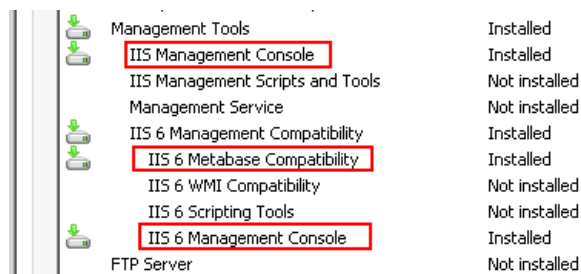 Management Tools Installed
IIS Management Console Installed
IIS Management Scripts and Tools Not installed
Management Service Not installed
IIS 6 Management Compatibility Installed
IIS 6 Metabase Compatibility Installed
IIS 6 WMI Compatibility Not installed
IIS 6 Scripting Tools Not installed
IIS 6 Management Console Installed
FTP Server Not installed